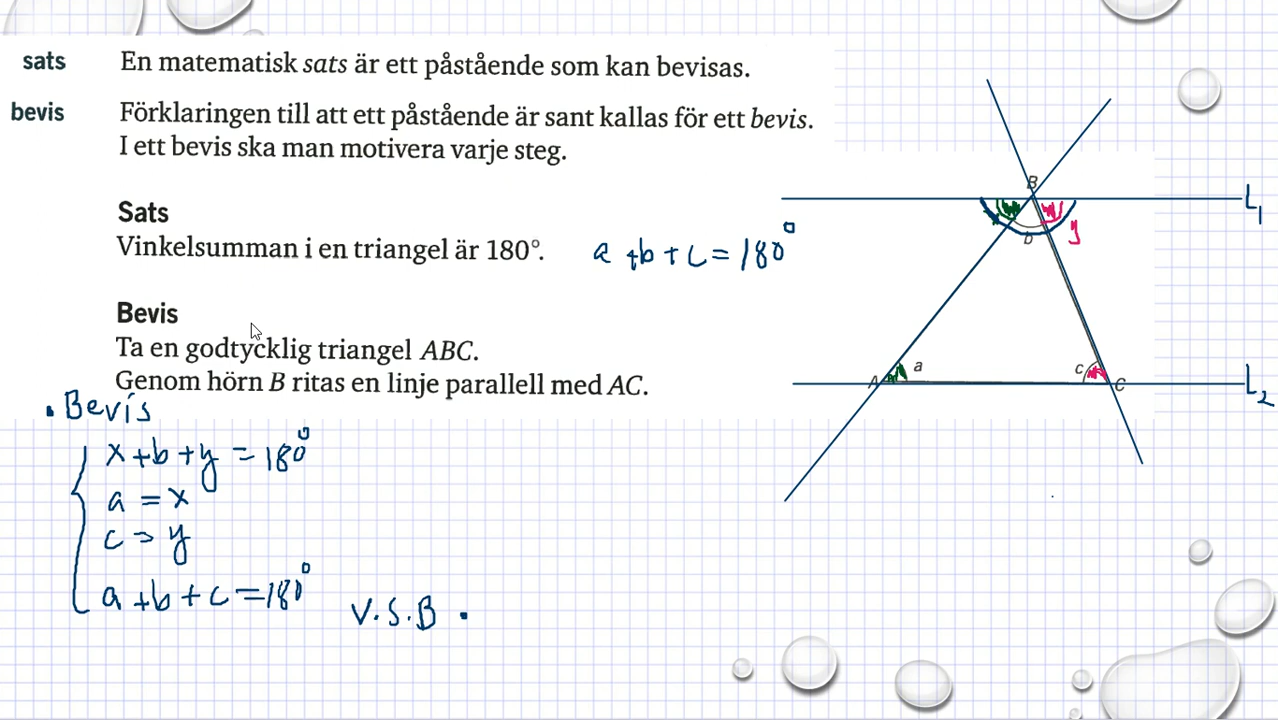 sats En matematisk sats är ett påstående som kan bevisas.
bevis Förklaringen till att ett påstående är sant kallas för ett bevis.
I ett bevis ska man motivera varje steg.
Sats
Vinkelsumman i en triangel är 180°. a+b+c=180°
Bevis
Ta en godtycklig triangel ABC.
Genom hörn B ritas en linje parallell med AC.
. Bevis
x+b+y=180°
a=x
c=y
a+b+c=180°
V.S.B.
B
L1
b
y
a
c
A
C
L2